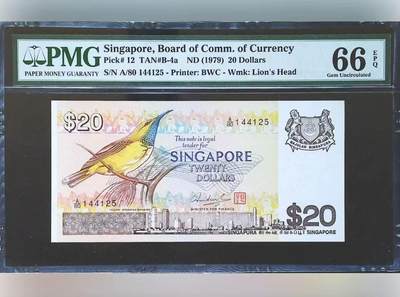 PMG
PAPER MONEY GUARANTY
Singapore, Board of Comm. of Currency
Pick# 12 TAN#B-4a ND (1979) 20 Dollars
S/N A/80 144125 - Printer: BWC - Wmk: Lion's Head
66 EPQ
Gem Uncirculated
$20
This note is legal
tender for
A/80 144125
SINGAPORE
TWENTY
DOLLARS
A/80 144125
$20
SINGAPORE